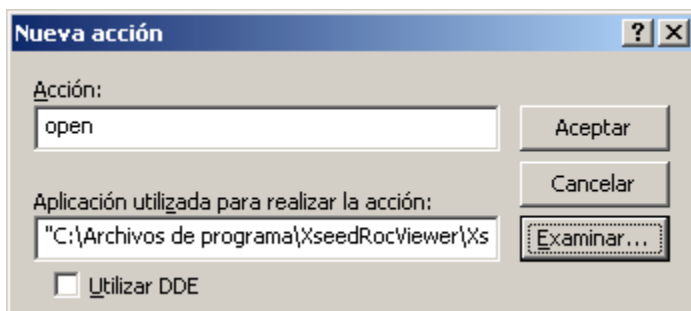 Nueva acción
Acción:
open
Aceptar
Cancelar
Aplicación utilizada para realizar la acción:
"C:\Archivos de programa\XseedRocViewer\Xs
Examinar...
Utilizar DDE